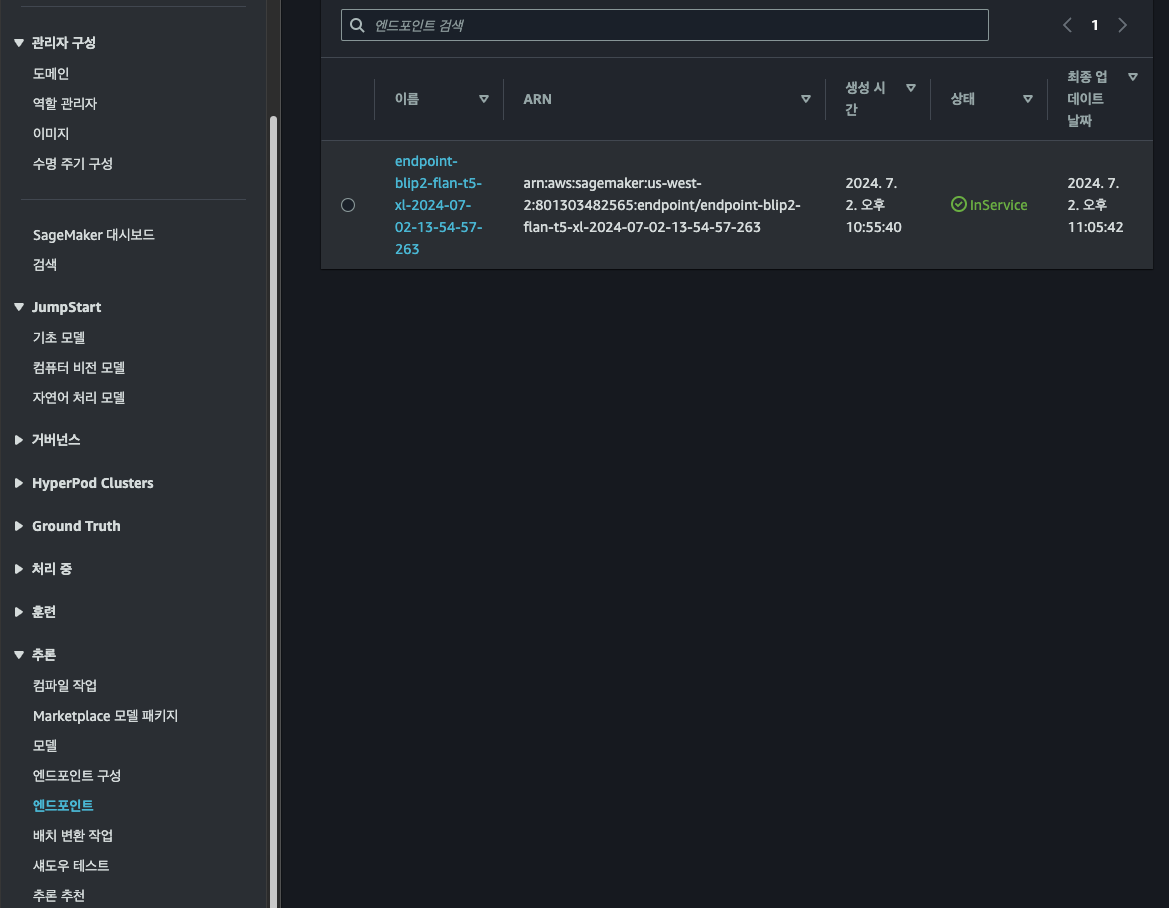 관리자 구성
도메인
역할 관리자
이미지
수명 주기 구성
SageMaker 대시보드
검색
JumpStart
기초 모델
컴퓨터 비전 모델
자연어 처리 모델
거버넌스
HyperPod Clusters
Ground Truth
처리 중
훈련
추론
컴파일 작업
Marketplace 모델 패키지
모델
엔드포인트 구성
엔드포인트
배치 변환 작업
섀도우 테스트
추론 추천
엔드포인트 검색
1
이름
ARN
생성 시
간
상태
최종 업
데이트
날짜
endpoint-
blip2-flan-t5-
xl-2024-07-
02-13-54-57-
263
arn:aws:sagemaker:us-west-
2:801303482565:endpoint/endpoint-blip2-
flan-t5-xl-2024-07-02-13-54-57-263
2024. 7.
2. 오후
10:55:40
InService
2024. 7.
2. 오후
11:05:42